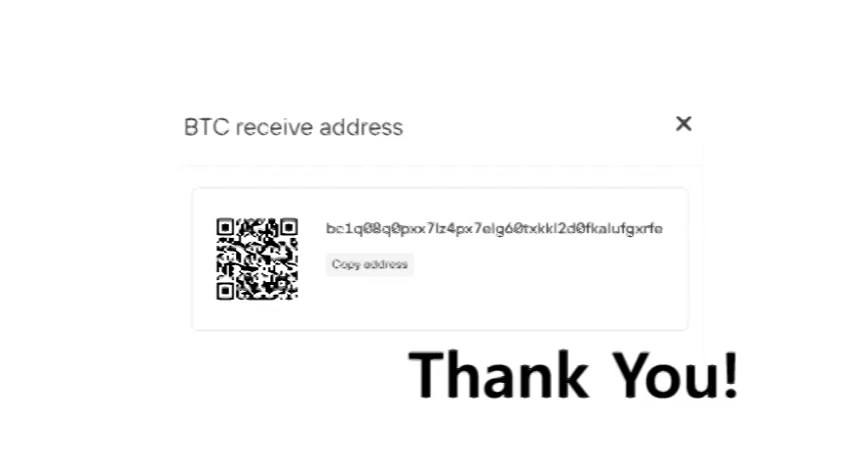 BTC receive address
bc1q08q0pxx7lz4px7elg60txkkl2d0fkalufgxrfe
Copy address
Thank You!